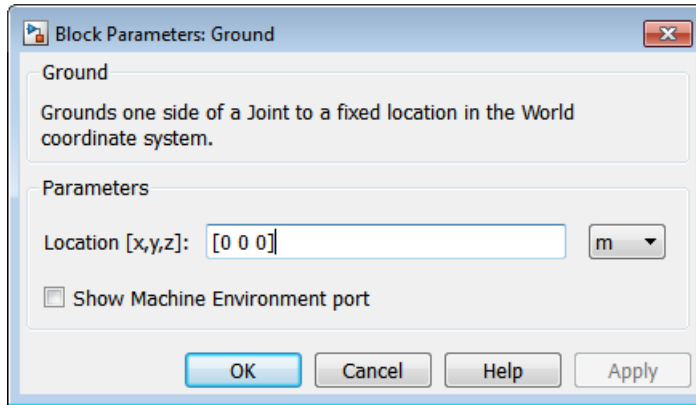 Block Parameters: Ground
Ground
Grounds one side of a Joint to a fixed location in the World
coordinate system.
Parameters
Location [x,y,z]: [0 0 0] m
Show Machine Environment port
OK Cancel Help Apply